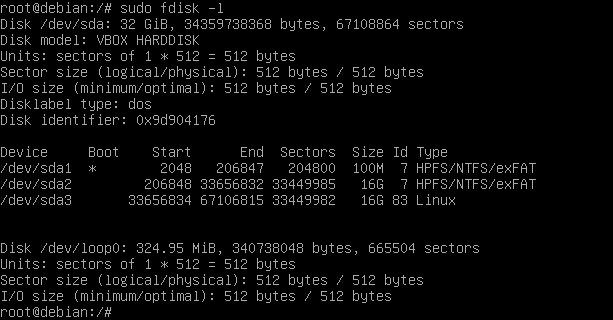 root@debian:/# sudo fdisk -l
Disk /dev/sda: 32 GiB, 34359738368 bytes, 67108864 sectors
Disk model: VBOX HARDDISK
Units: sectors of 1 * 512 = 512 bytes
Sector size (logical/physical): 512 bytes / 512 bytes
I/O size (minimum/optimal): 512 bytes / 512 bytes
Disklabel type: dos
Disk identifier: 0x9d904176
Device     Boot    Start      End  Sectors  Size Id Type
/dev/sda1  *        2048   206847   204800  100M  7 HPFS/NTFS/exFAT
/dev/sda2         206848 33656832 33449985   16G  7 HPFS/NTFS/exFAT
/dev/sda3       33656834 67106815 33449982   16G 83 Linux
Disk /dev/loop0: 324.95 MiB, 340738048 bytes, 665504 sectors
Units: sectors of 1 * 512 = 512 bytes
Sector size (logical/physical): 512 bytes / 512 bytes
I/O size (minimum/optimal): 512 bytes / 512 bytes
root@debian:/#